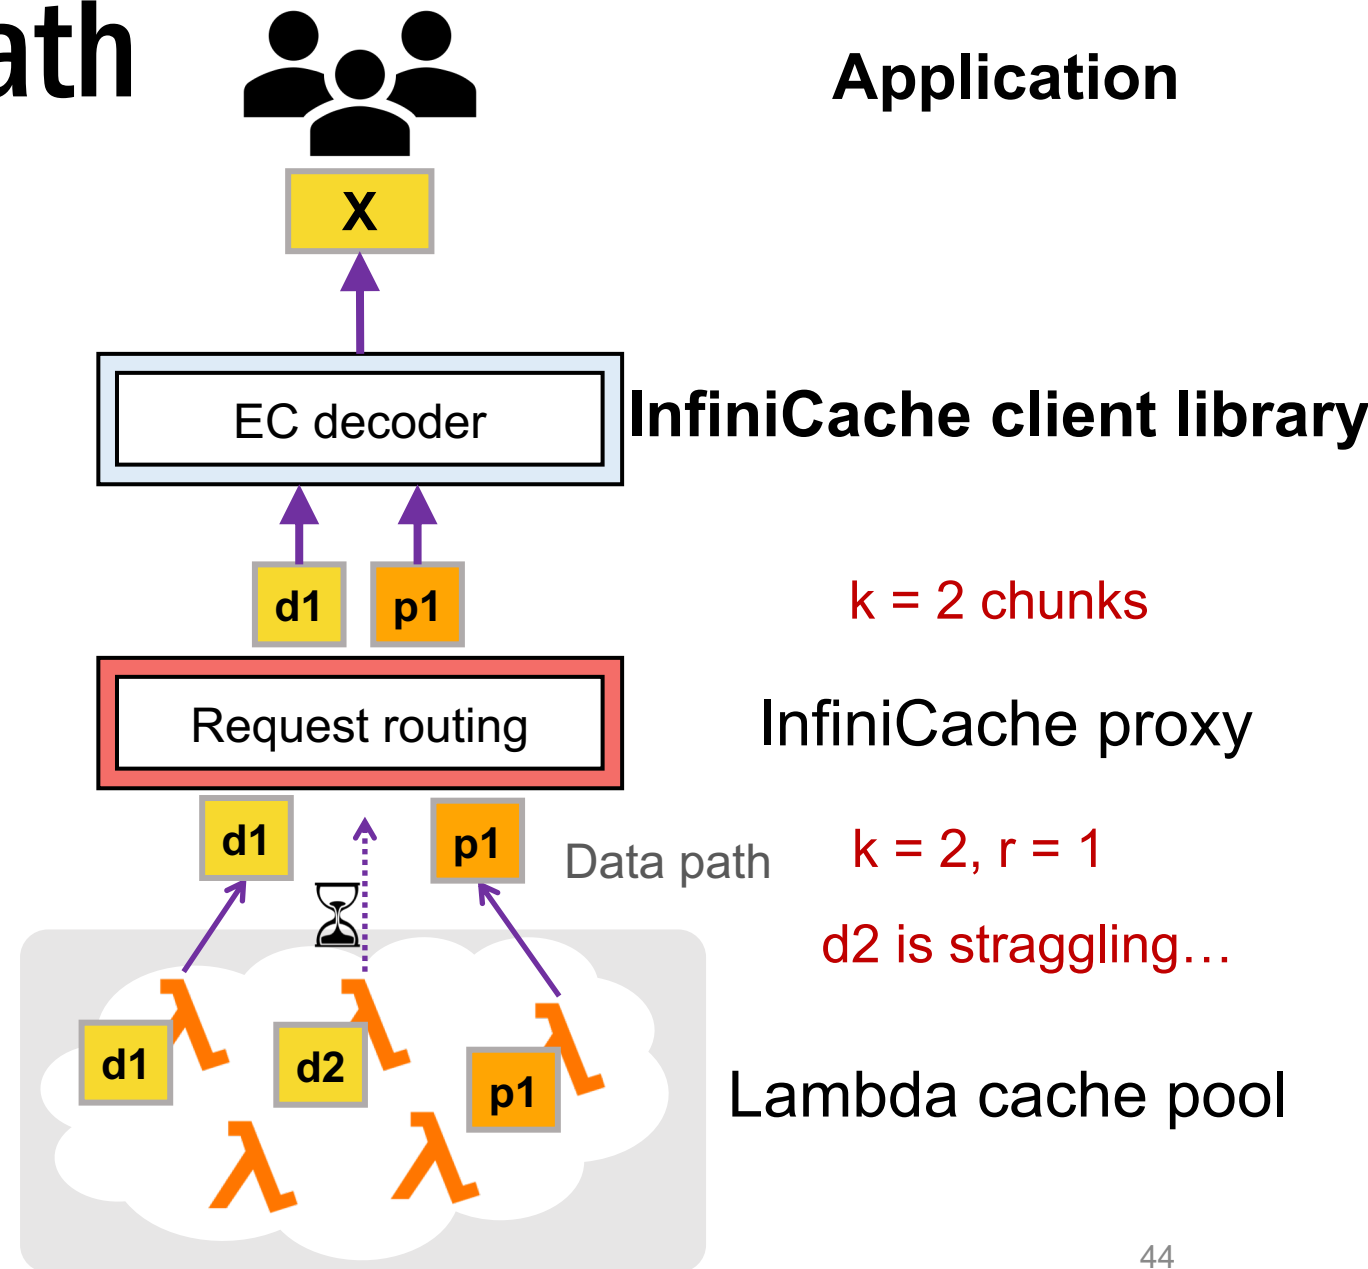 ath
Application
X
EC decoder
InfiniCache client library
d1
p1
k = 2 chunks
Request routing
InfiniCache proxy
d1
p1
Data path
k = 2, r = 1
d2 is straggling…
λ
λ
λ
d1
d2
p1
Lambda cache pool
λ
λ
44